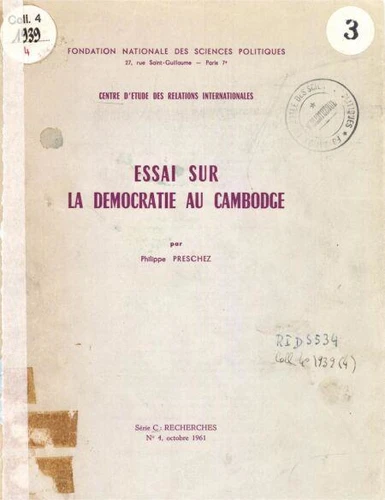 Coll. 4
1939
4
3
FONDATION NATIONALE DES SCIENCES POLITIQUES
27, rue Saint-Guillaume — Paris 7e
CENTRE D'ETUDE DES RELATIONS INTERNATIONALES
ESSAI SUR
LA DEMOCRATIE AU CAMBODGE
par
Philippe PRESCHEZ
Coll. 4° 1939 (4)
Série C : RECHERCHES
N° 4, octobre 1961